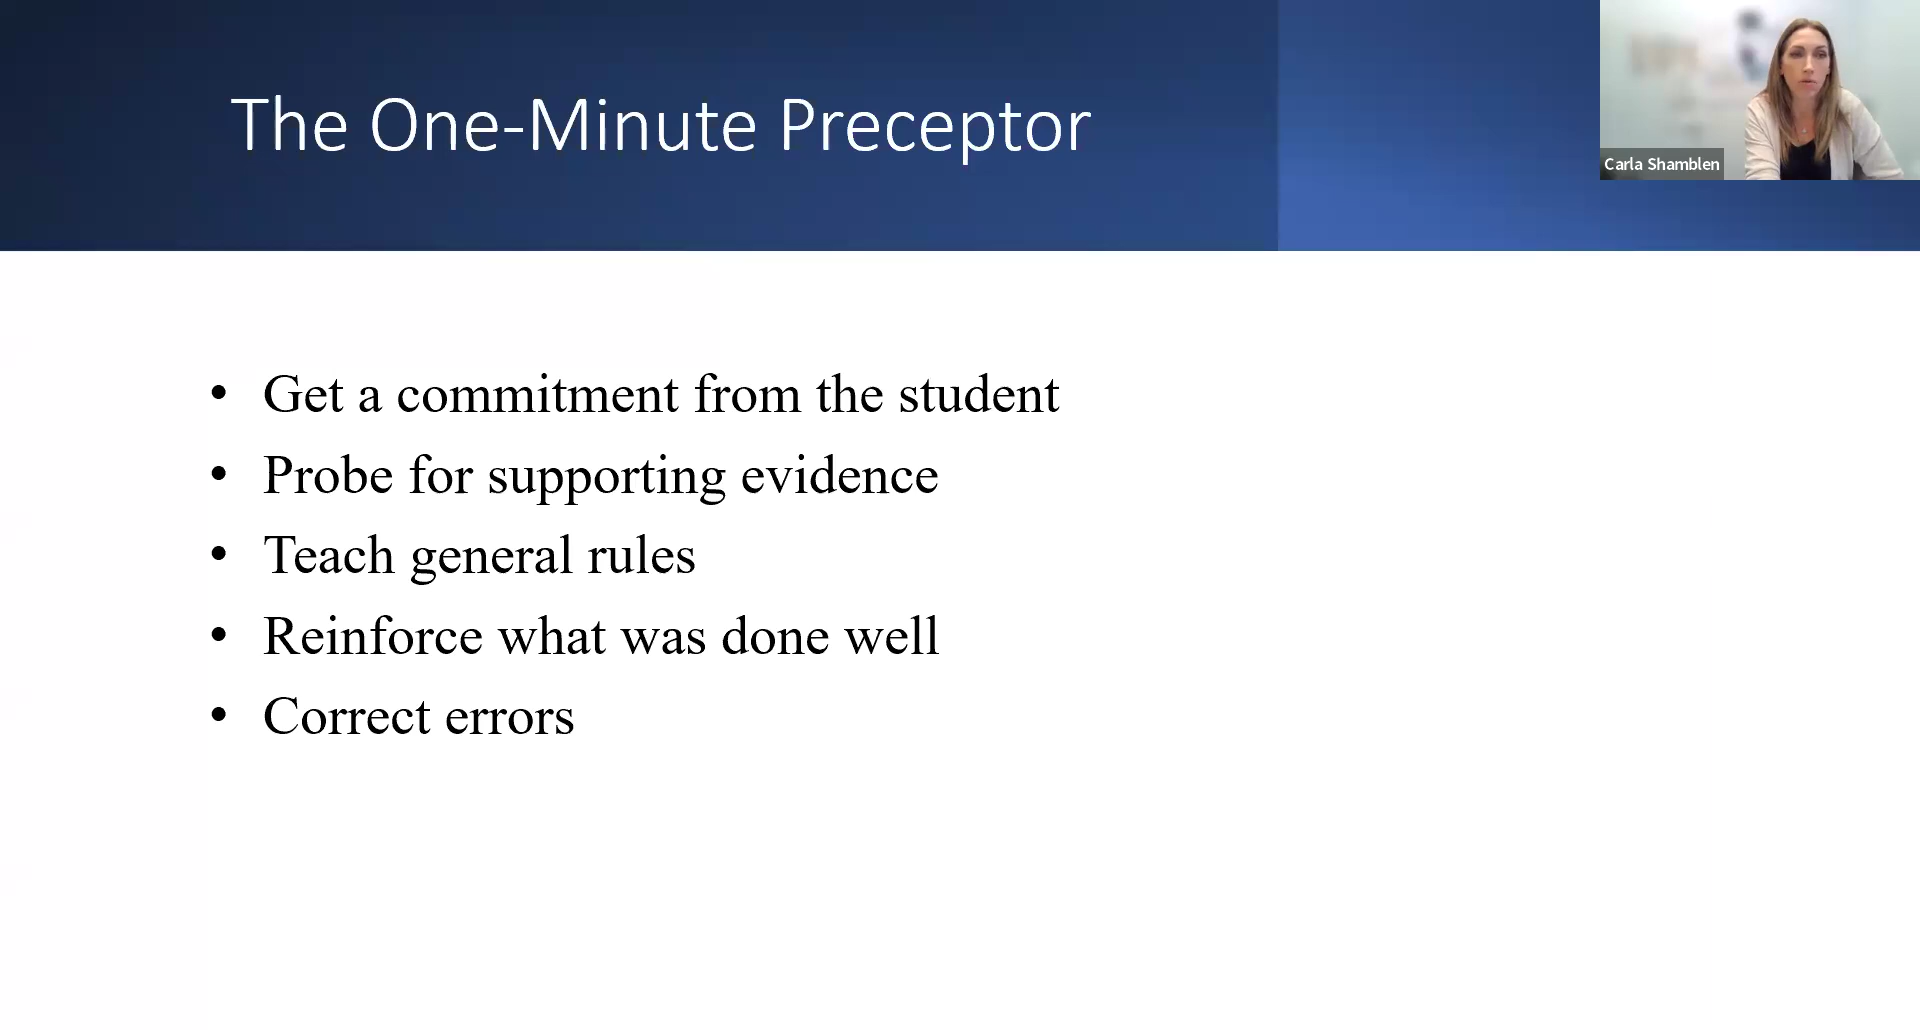 The One-Minute Preceptor
Carla Shamblen
• Get a commitment from the student
• Probe for supporting evidence
• Teach general rules
• Reinforce what was done well
• Correct errors